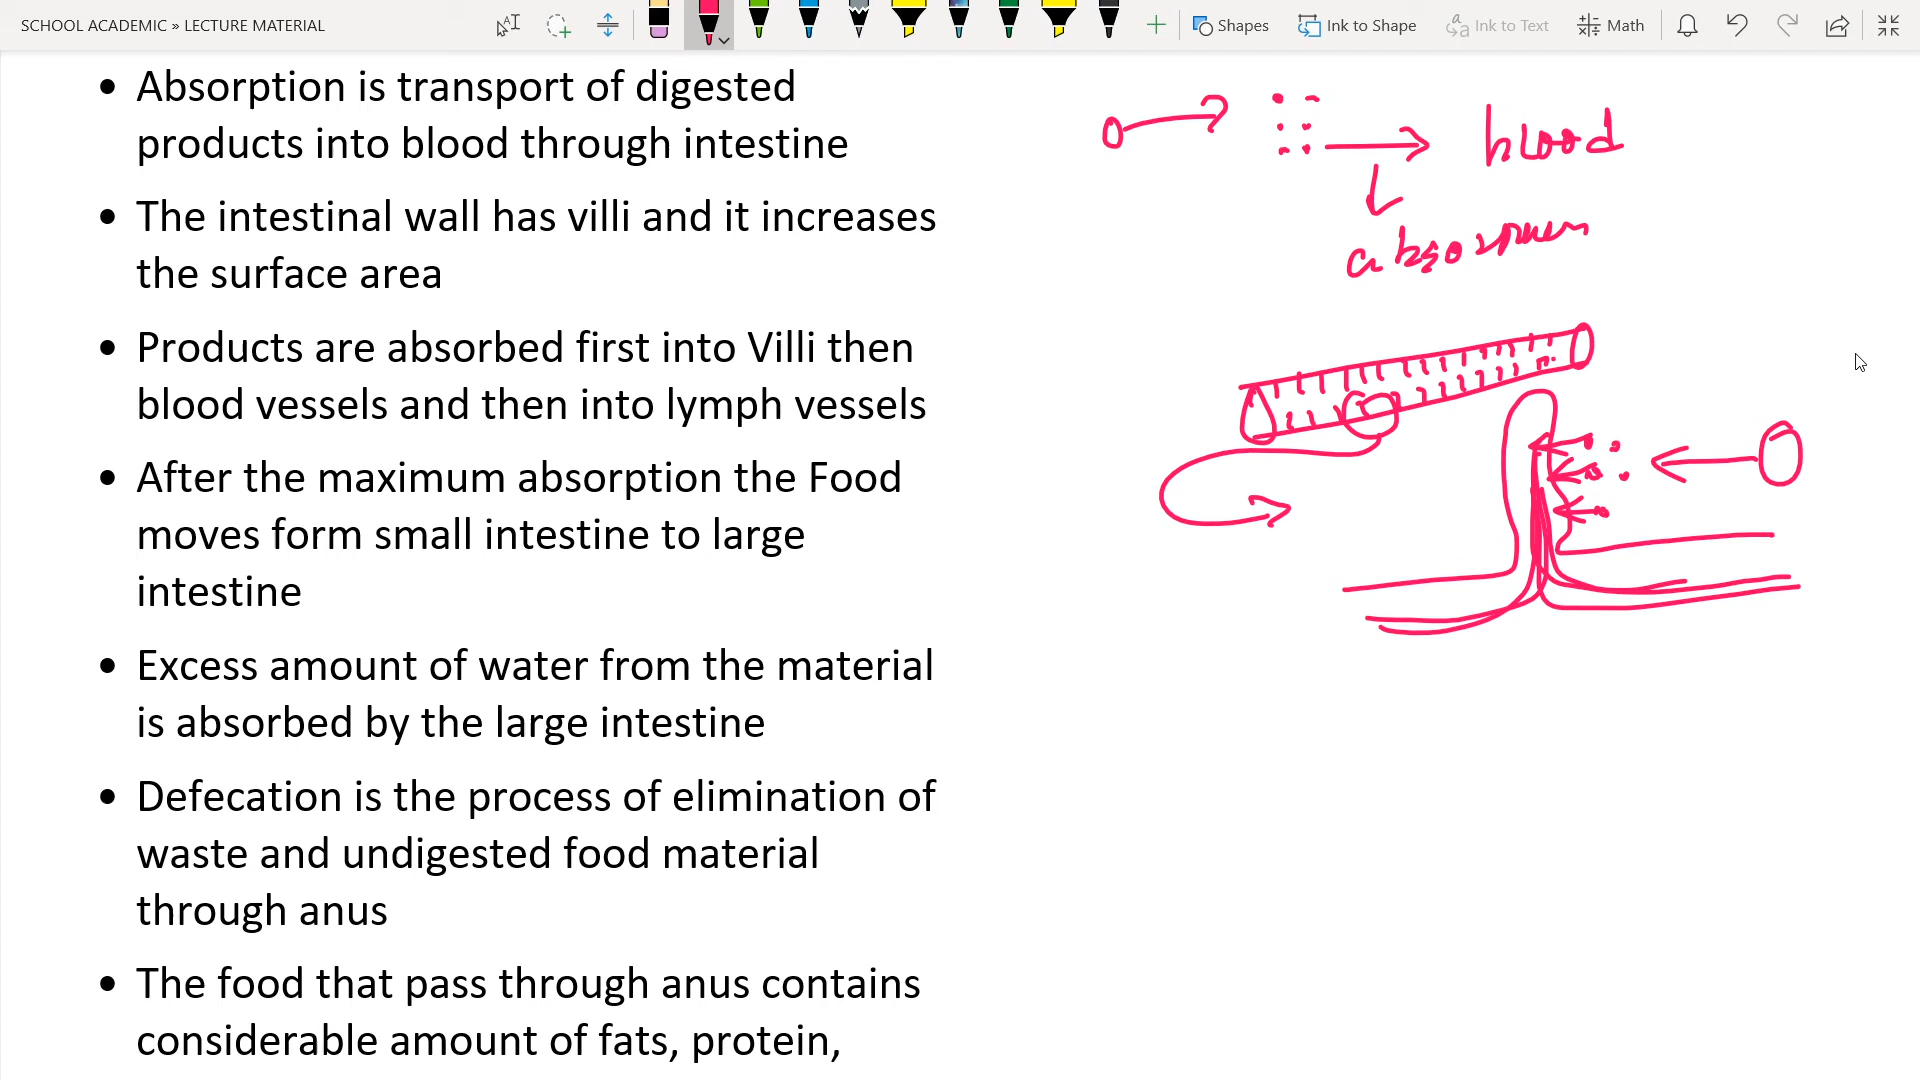 SCHOOL ACADEMIC » LECTURE MATERIAL
Shapes
Ink to Shape
Ink to Text
Math
• Absorption is transport of digested
products into blood through intestine
• The intestinal wall has villi and it increases
the surface area
• Products are absorbed first into Villi then
blood vessels and then into lymph vessels
• After the maximum absorption the Food
moves form small intestine to large
intestine
• Excess amount of water from the material
is absorbed by the large intestine
• Defecation is the process of elimination of
waste and undigested food material
through anus
• The food that pass through anus contains
considerable amount of fats, protein,
blood